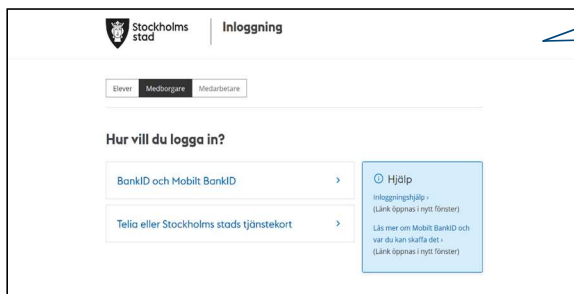 Stockholms
stad
Inloggning
Elever
Medborgare
Medarbetare
Hur vill du logga in?
BankID och Mobilt BankID
Telia eller Stockholms stads tjänstekort
Hjälp
Inloggningshjälp ›
(Länk öppnas i nytt fönster)
Läs mer om Mobilt BankID och
var du kan skaffa det ›
(Länk öppnas i nytt fönster)